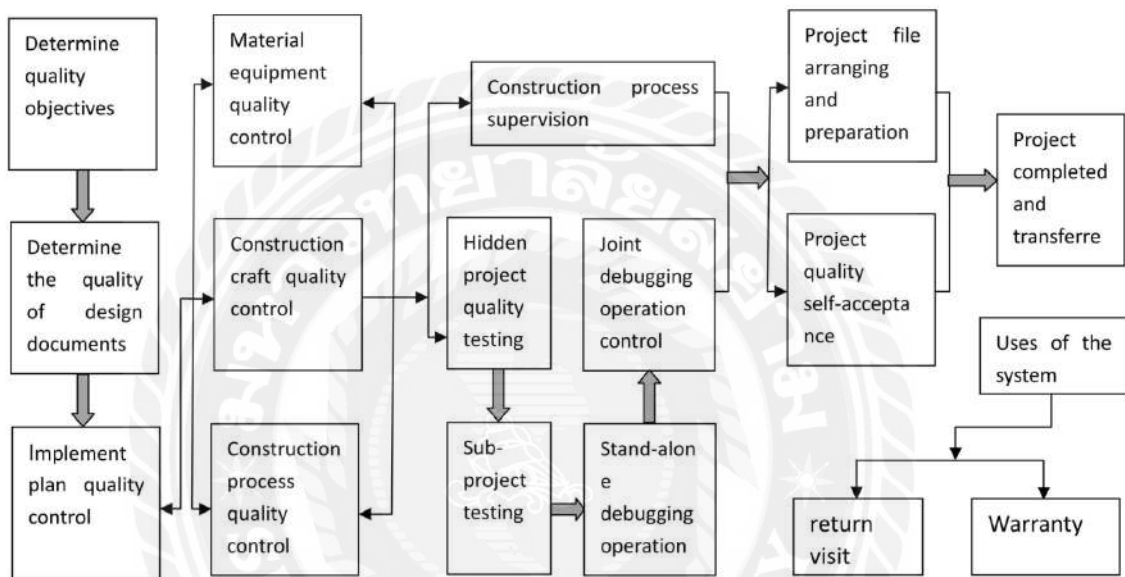 Determine
quality
objectives
Material
equipment
quality
control
Construction process
supervision
Project file
arranging
and
preparation
Project
completed
and
transferre
Determine
the quality
of design
documents
Construction
craft quality
control
Hidden
project
quality
testing
Joint
debugging
operation
control
Project
quality
self-accepta
nce
Uses of the
system
Implement
plan quality
control
Construction
process
quality
control
Sub-
project
testing
Stand-alon
e
debugging
operation
return
visit
Warranty